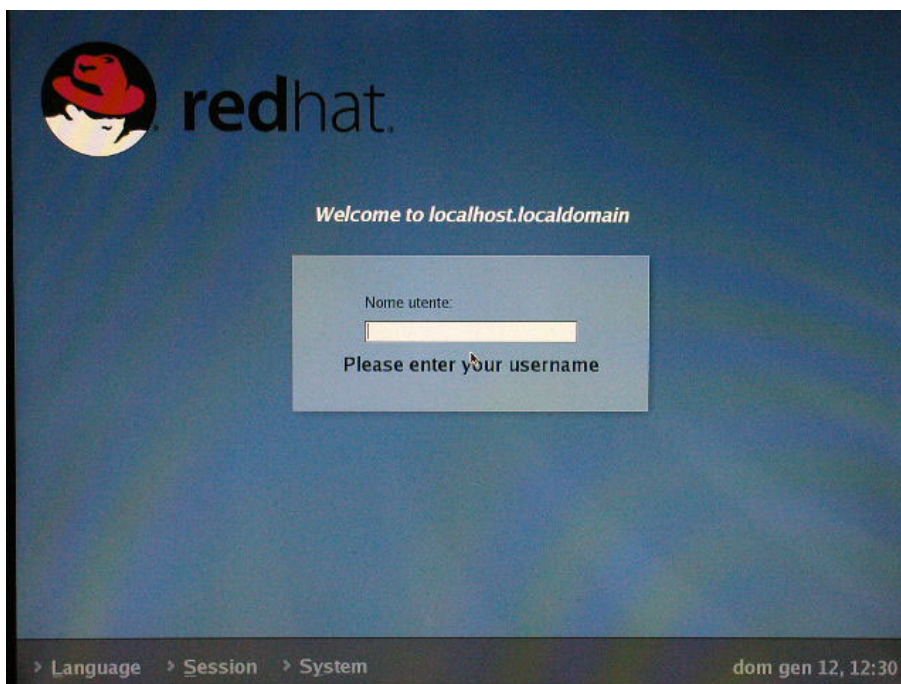 redhat.
Welcome to localhost.localdomain
Nome utente:
Please enter your username
Language Session System dom gen 12, 12:30